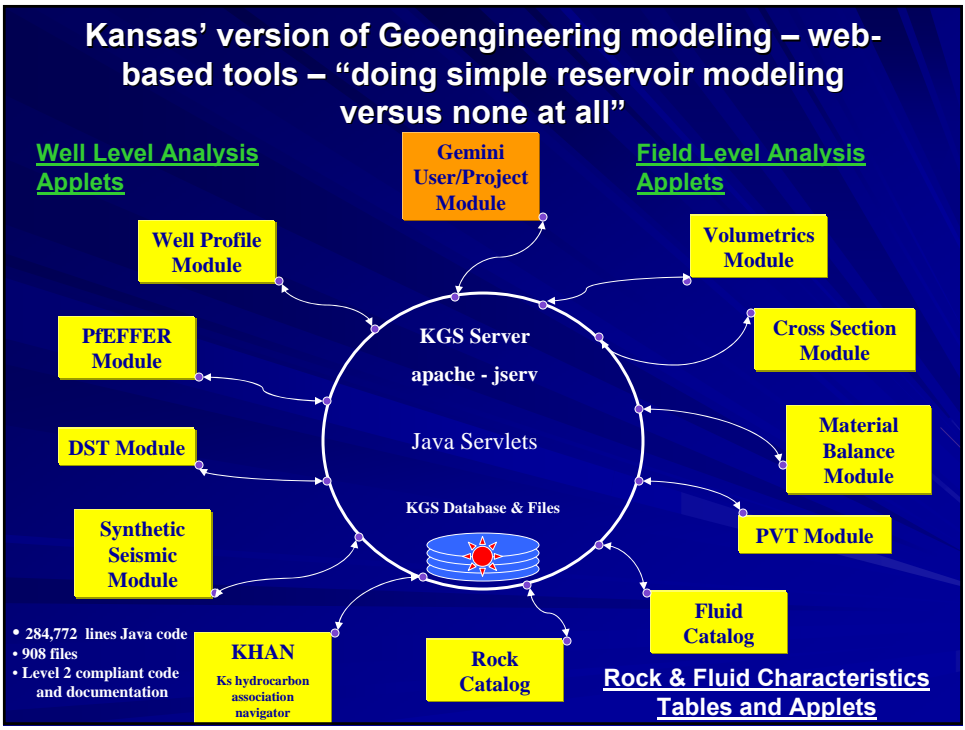 Kansas’ version of Geoengineering modeling – web-
based tools – “doing simple reservoir modeling
versus none at all”
Well Level Analysis
Applets
Gemini
User/Project
Module
Field Level Analysis
Applets
Well Profile
Module
Volumetrics
Module
PfEFFER
Module
KGS Server
apache - jserv
Cross Section
Module
DST Module
Java Servlets
Material
Balance
Module
Synthetic
Seismic
Module
KGS Database & Files
PVT Module
• 284,772 lines Java code
• 908 files
• Level 2 compliant code
and documentation
KHAN
Ks hydrocarbon
association
navigator
Rock
Catalog
Fluid
Catalog
Rock & Fluid Characteristics
Tables and Applets